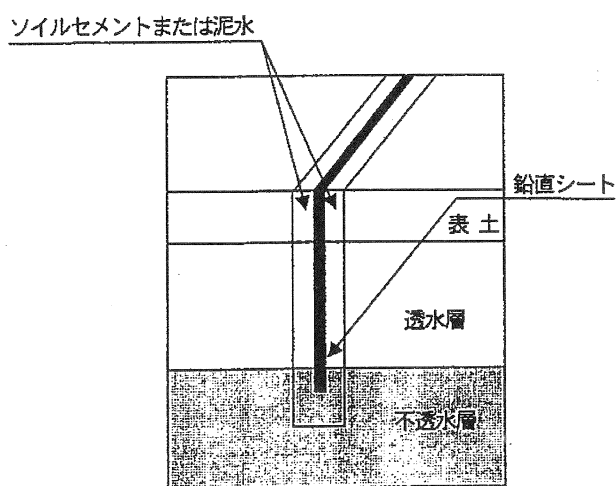 ソイルセメントまたは泥水
鉛直シート
表土
透水層
不透水層